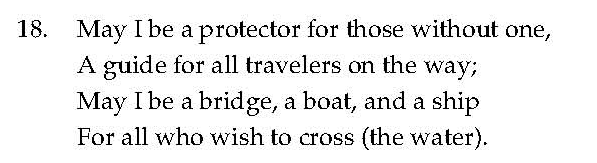 18. May I be a protector for those without one,
A guide for all travelers on the way;
May I be a bridge, a boat, and a ship
For all who wish to cross (the water).